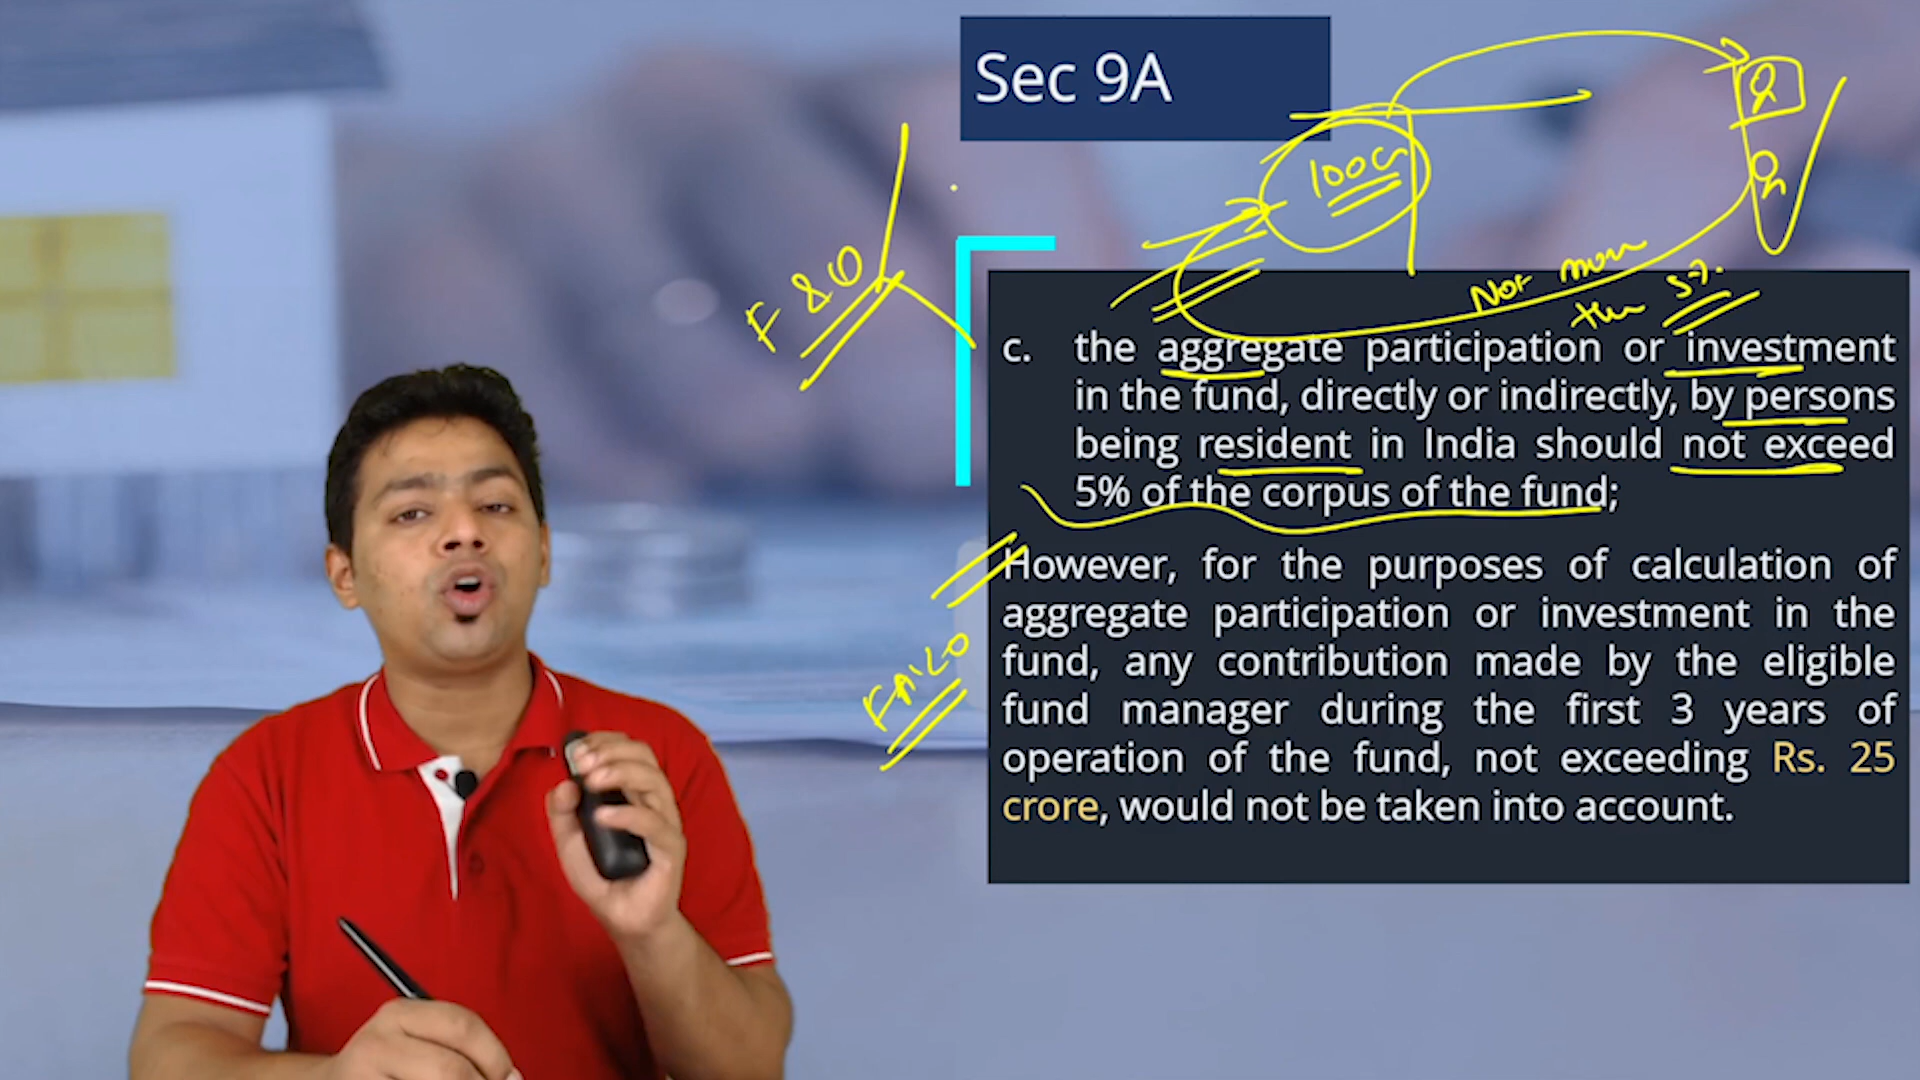 Sec 9A
100Cr
F & O
Not more
than 5%.
c. the aggregate participation or investment
in the fund, directly or indirectly, by persons
being resident in India should not exceed
5% of the corpus of the fund;
However, for the purposes of calculation of
aggregate participation or investment in the
fund, any contribution made by the eligible
fund manager during the first 3 years of
operation of the fund, not exceeding Rs. 25
crore, would not be taken into account.